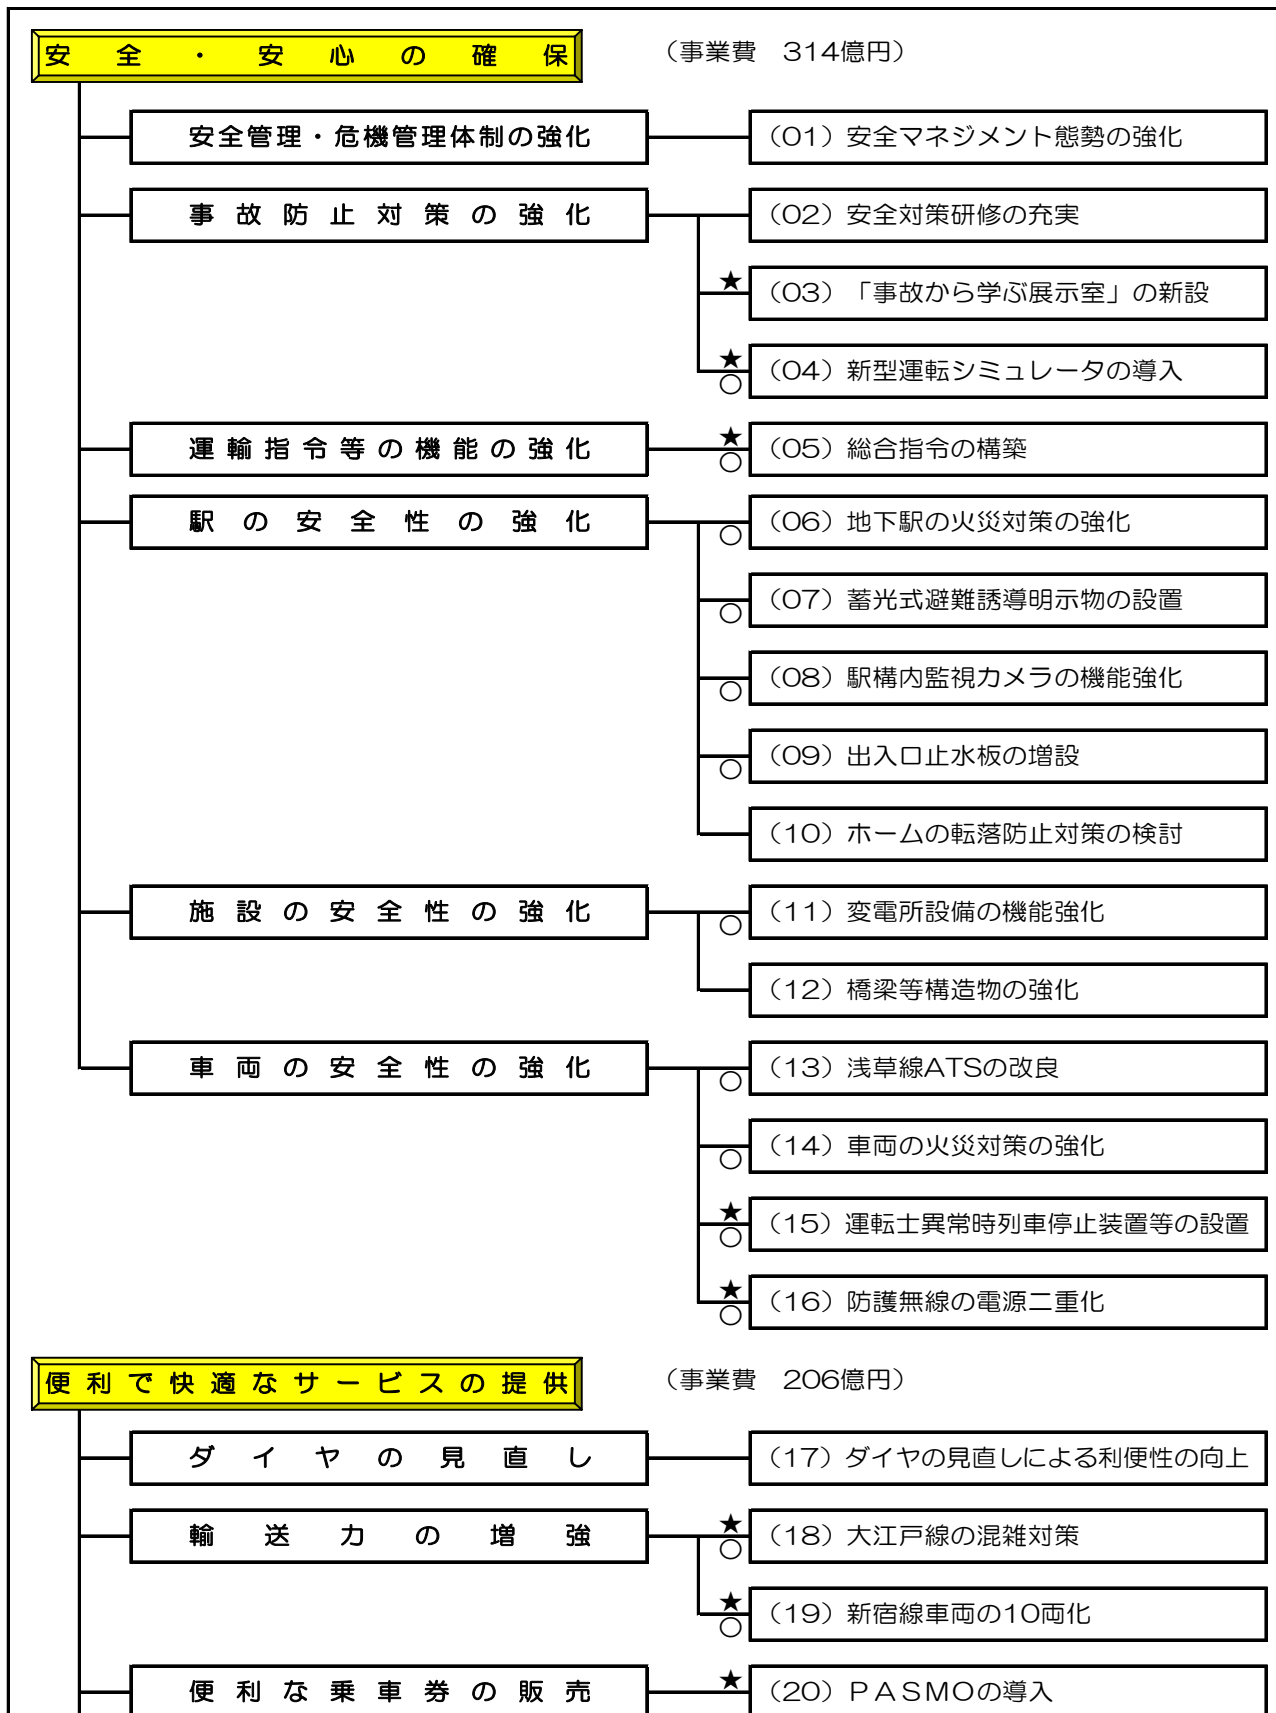 安全・安心の確保　（事業費　314億円）
安全管理・危機管理体制の強化　（01）安全マネジメント態勢の強化
事故防止対策の強化　（02）安全対策研修の充実
★（03）「事故から学ぶ展示室」の新設
★○（04）新型運転シミュレータの導入
運輸指令等の機能の強化　★○（05）総合指令の構築
駅の安全性の強化　○（06）地下駅の火災対策の強化
○（07）蓄光式避難誘導明示物の設置
○（08）駅構内監視カメラの機能強化
○（09）出入口止水板の増設
（10）ホームの転落防止対策の検討
施設の安全性の強化　○（11）変電所設備の機能強化
（12）橋梁等構造物の強化
車両の安全性の強化　○（13）浅草線ATSの改良
○（14）車両の火災対策の強化
★○（15）運転士異常時列車停止装置等の設置
★○（16）防護無線の電源二重化
便利で快適なサービスの提供　（事業費　206億円）
ダイヤの見直し　（17）ダイヤの見直しによる利便性の向上
輸送力の増強　★○（18）大江戸線の混雑対策
★○（19）新宿線車両の10両化
便利な乗車券の販売　★（20）ＰＡＳＭＯの導入